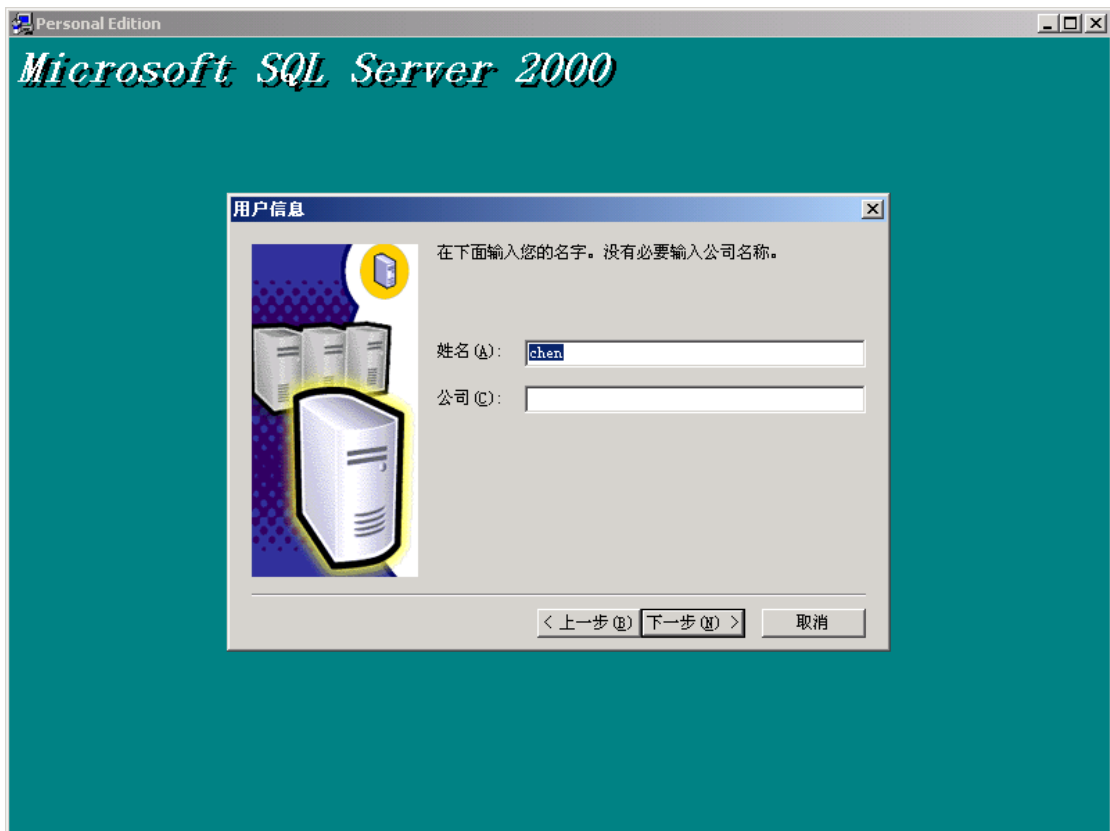 Personal Edition
Microsoft SQL Server 2000
用户信息
在下面输入您的名字。没有必要输入公司名称。
姓名(A): chen
公司(C):
< 上一步(B) 下一步(N) > 取消